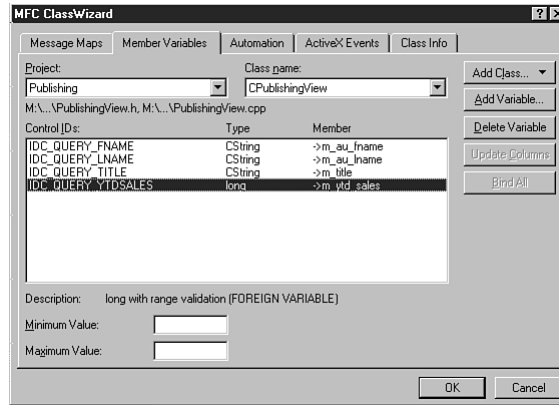 MFC ClassWizard
Message Maps Member Variables Automation ActiveX Events Class Info
Project: Class name:
Publishing CPublishingView
Add Class...
M:\...\PublishingView.h, M:\...\PublishingView.cpp
Add Variable...
Control IDs: Type Member
Delete Variable
IDC_QUERY_FNAME CString ->m_au_fname
IDC_QUERY_LNAME CString ->m_au_lname
Update Columns
IDC_QUERY_TITLE CString ->m_title
IDC_QUERY_YTDSALES long ->m_ytd_sales
Bind All
Description: long with range validation (FOREIGN VARIABLE)
Minimum Value:
Maximum Value:
OK Cancel